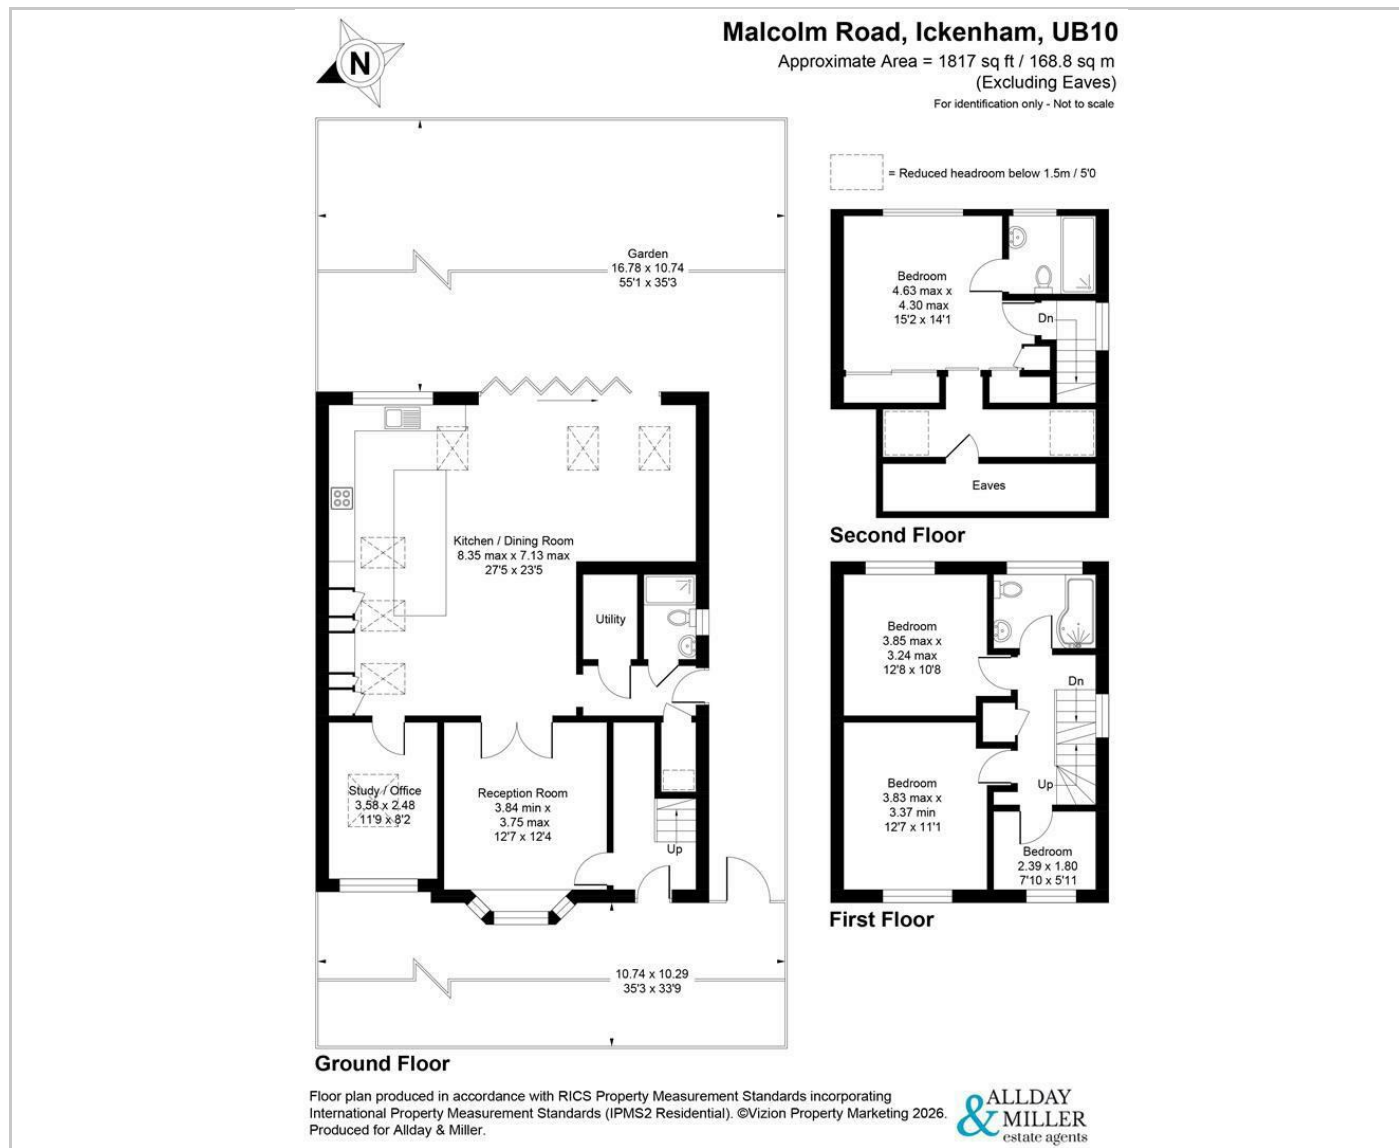 Malcolm Road, Ickenham, UB10
Approximate Area = 1817 sq ft / 168.8 sq m
(Excluding Eaves)
For identification only - Not to scale
N
= Reduced headroom below 1.5m / 5'0
Garden
16.78 x 10.74
55'1 x 35'3
Kitchen / Dining Room
8.35 max x 7.13 max
27'5 x 23'5
Utility
Study / Office
3.58 x 2.48
11'9 x 8'2
Reception Room
3.84 min x
3.75 max
12'7 x 12'4
Up
10.74 x 10.29
35'3 x 33'9
Ground Floor
Bedroom
4.63 max x
4.30 max
15'2 x 14'1
Dn
Eaves
Second Floor
Bedroom
3.85 max x
3.24 max
12'8 x 10'8
Dn
Bedroom
3.83 max x
3.37 min
12'7 x 11'1
Up
Bedroom
2.39 x 1.80
7'10 x 5'11
First Floor
Floor plan produced in accordance with RICS Property Measurement Standards incorporating
International Property Measurement Standards (IPMS2 Residential). ©Vizion Property Marketing 2026.
Produced for Allday & Miller.
ALLDAY
& MILLER
estate agents